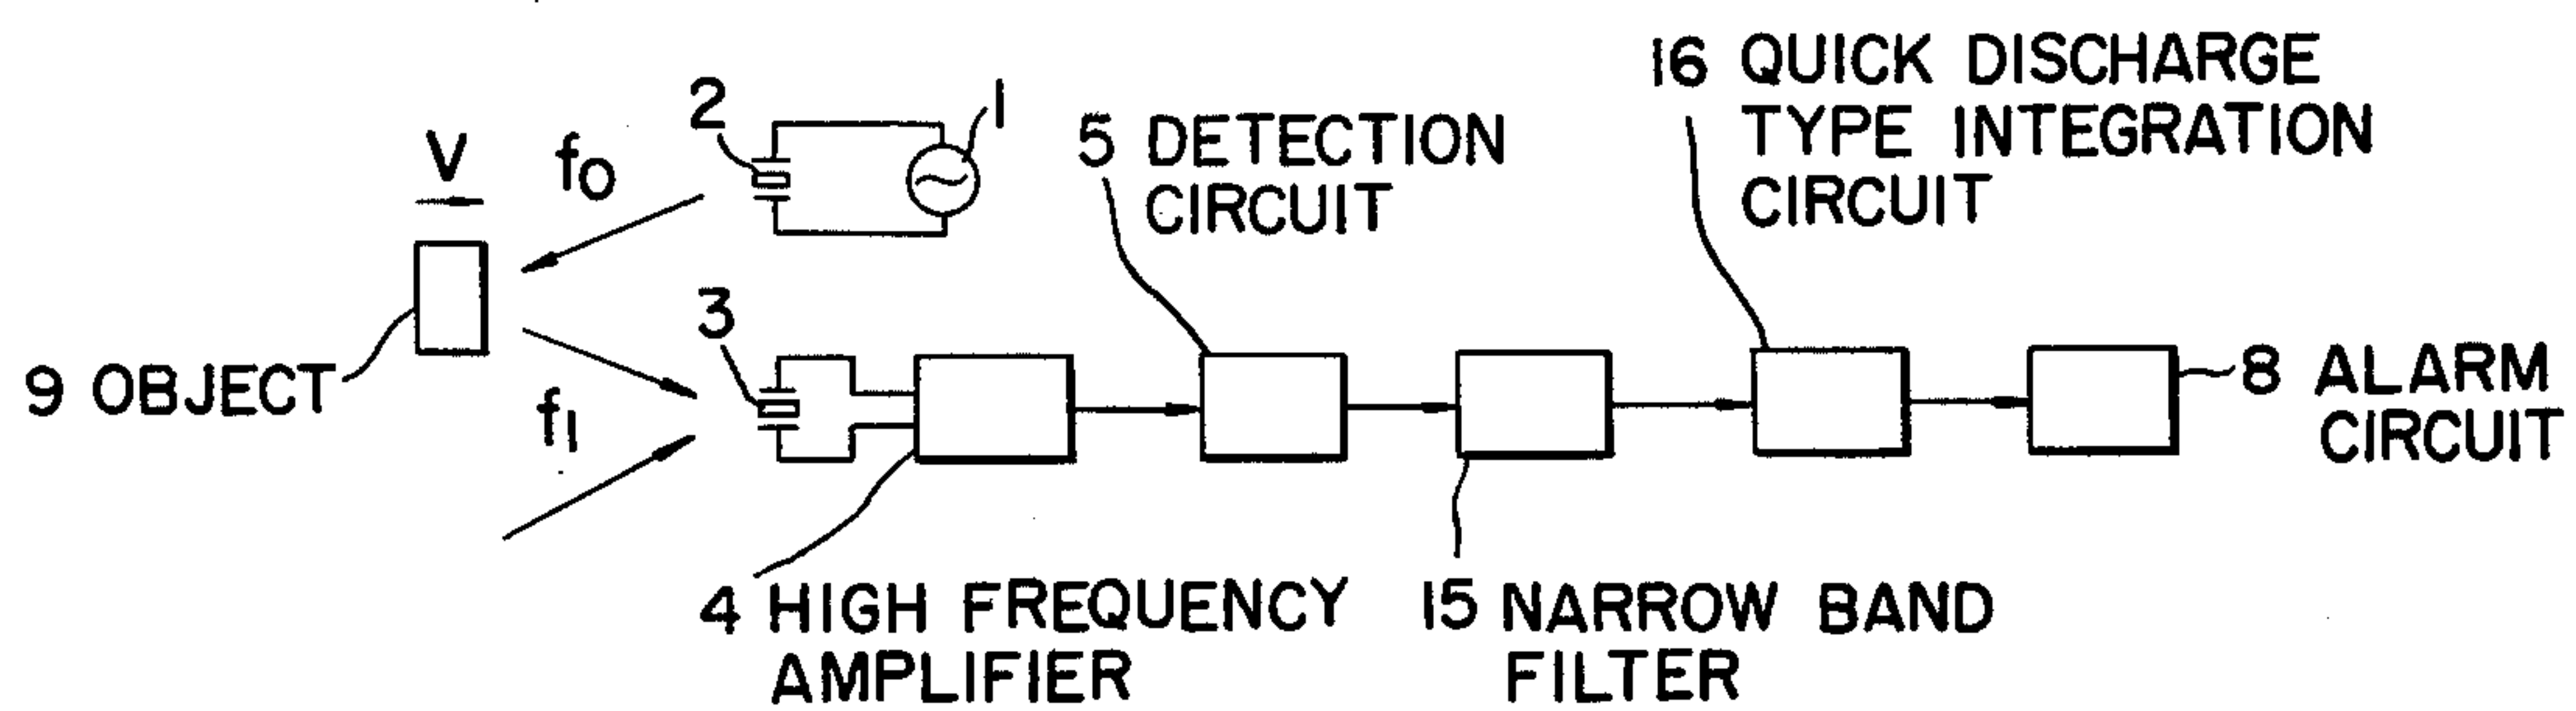 16 QUICK DISCHARGE
TYPE INTEGRATION
CIRCUIT
2
1
5 DETECTION
CIRCUIT
V
fo
3
9 OBJECT
f1
8 ALARM
CIRCUIT
4 HIGH FREQUENCY
AMPLIFIER
15 NARROW BAND
FILTER